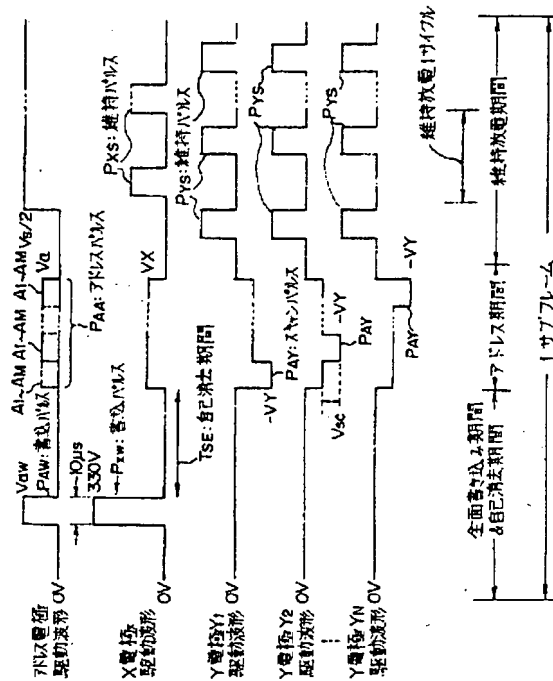 アドレス電極
駆動波形
0V
Vaw
PAW:書込パルス
A1~AM A1~AM A1~AM
Va
Vs/2
PAA:アドレスパルス
~10μs
X電極
駆動波形
0V
330V
PXW:書込パルス
TSE:自己消去期間
VX
PXS:維持パルス
Y電極Y1
駆動波形
0V
-VY
PAY:スキャンパルス
PYS:維持パルス
Y電極Y2
駆動波形
0V
Vsc
-VY
PAY
PYS
Y電極YN
駆動波形
0V
PAY
-VY
PYS
維持放電1サイクル
全面書き込み期間
&自己消去期間
アドレス期間
維持放電期間
1サブフレーム